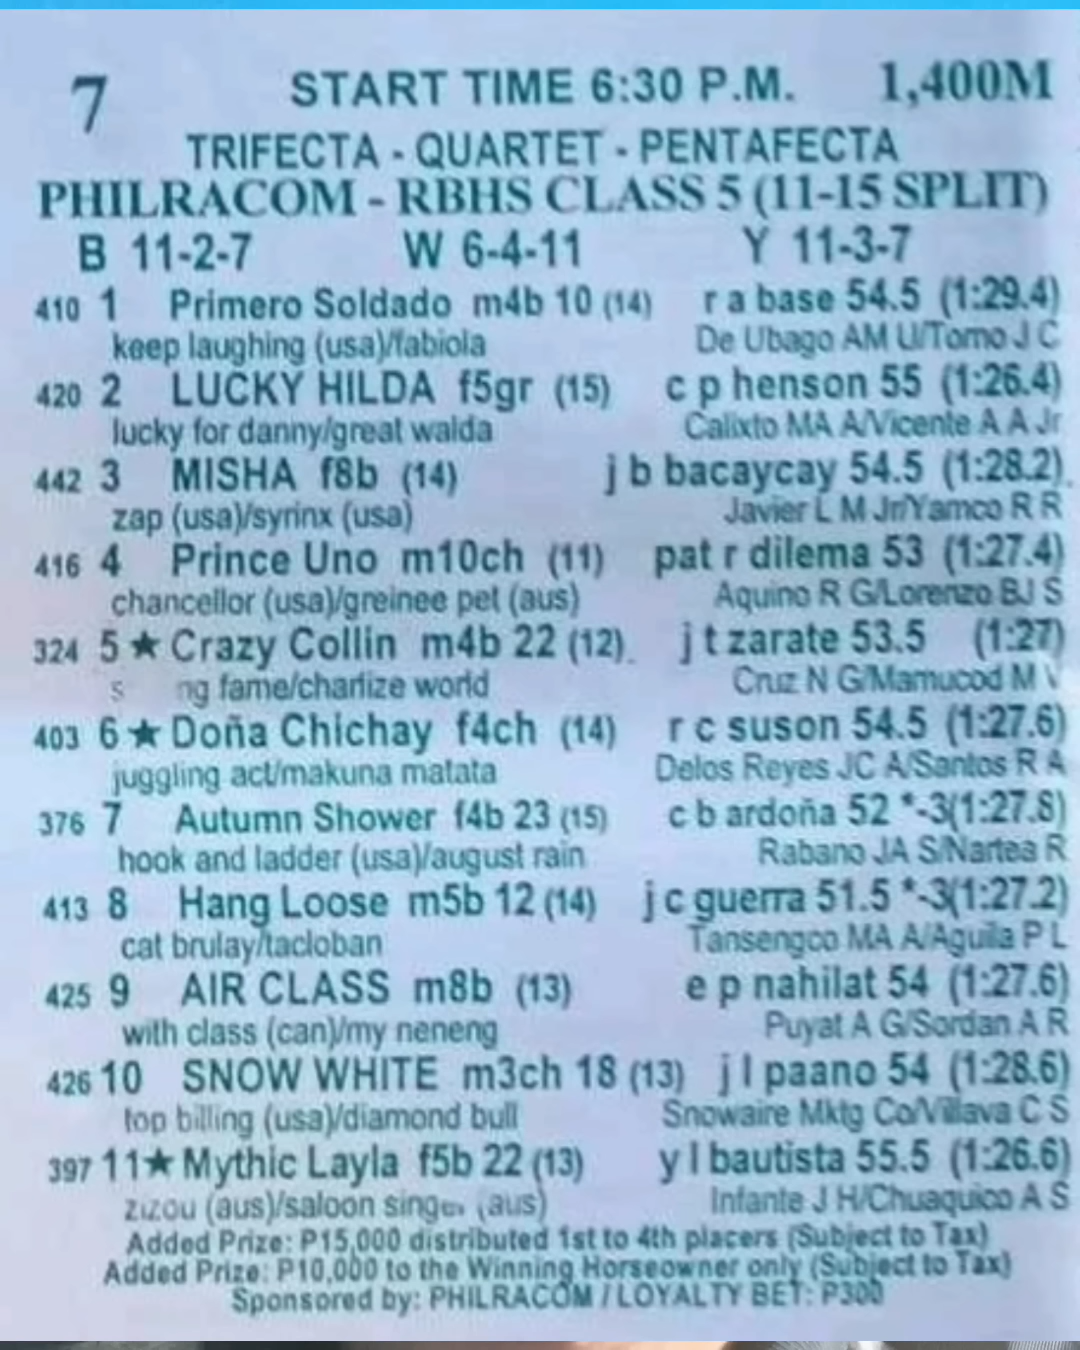 7 START TIME 6:30 P.M. 1,400M
TRIFECTA - QUARTET - PENTAFECTA
PHILRACOM - RBHS CLASS 5 (11-15 SPLIT)
B 11-2-7 W 6-4-11 Y 11-3-7
410 1 Primero Soldado m4b 10 (14) r a base 54.5 (1:29.4)
keep laughing (usa)/fabiola De Ubago AM U/Tomo J C
420 2 LUCKY HILDA f5gr (15) c p henson 55 (1:26.4)
lucky for danny/great walda Calixto MA A/Vicente A A Jr
442 3 MISHA f8b (14) j b bacaycay 54.5 (1:28.2)
zap (usa)/syrinx (usa) Javier L M Jr/Yamco R R
416 4 Prince Uno m10ch (11) pat r dilema 53 (1:27.4)
chancellor (usa)/greinee pet (aus) Aquino R G/Lorenzo BJ S
324 5 ★ Crazy Collin m4b 22 (12) j t zarate 53.5 (1:27)
ng fame/charlize world Cruz N G/Mamucod M V
403 6 ★ Doña Chichay f4ch (14) r c suson 54.5 (1:27.6)
juggling act/makuna matata Delos Reyes JC A/Santos R A
376 7 Autumn Shower f4b 23 (15) c b ardoña 52 *-3(1:27.8)
hook and ladder (usa)/august rain Rabano JA S/Nartea R
413 8 Hang Loose m5b 12 (14) j c guerra 51.5 *-3(1:27.2)
cat brulay/tacloban Tansengco MA A/Aguila P L
425 9 AIR CLASS m8b (13) e p nahilat 54 (1:27.6)
with class (can)/my neneng Puyat A G/Sordan A R
426 10 SNOW WHITE m3ch 18 (13) j l paano 54 (1:28.6)
top billing (usa)/diamond bull Snowaire Mktg Co/Villava C S
397 11 ★ Mythic Layla f5b 22 (13) y l bautista 55.5 (1:26.6)
zizou (aus)/saloon singer (aus) Infante J H/Chuaquico A S
Added Prize: P15,000 distributed 1st to 4th placers (Subject to Tax)
Added Prize: P10,000 to the Winning Horseowner only (Subject to Tax)
Sponsored by: PHILRACOM / LOYALTY BET: P300